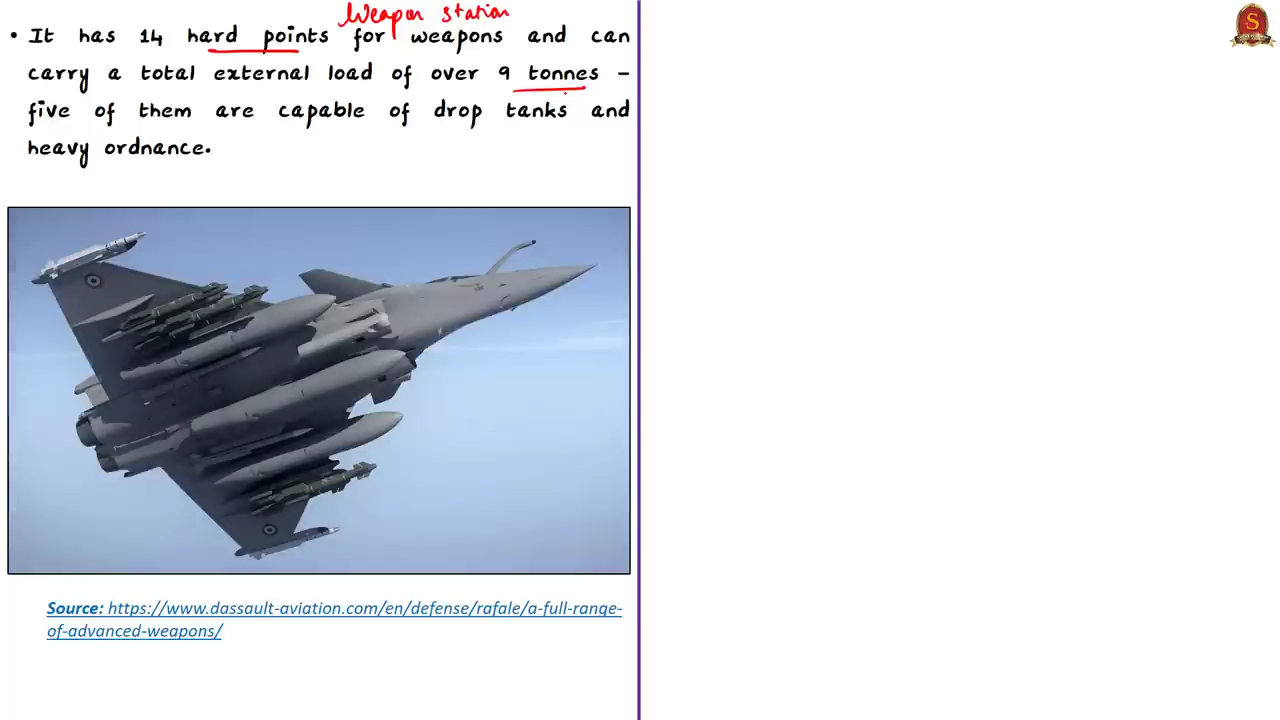 Weapon station
• It has 14 hard points for weapons and can
carry a total external load of over 9 tonnes –
five of them are capable of drop tanks and
heavy ordnance.
Source: https://www.dassault-aviation.com/en/defense/rafale/a-full-range-
of-advanced-weapons/
S